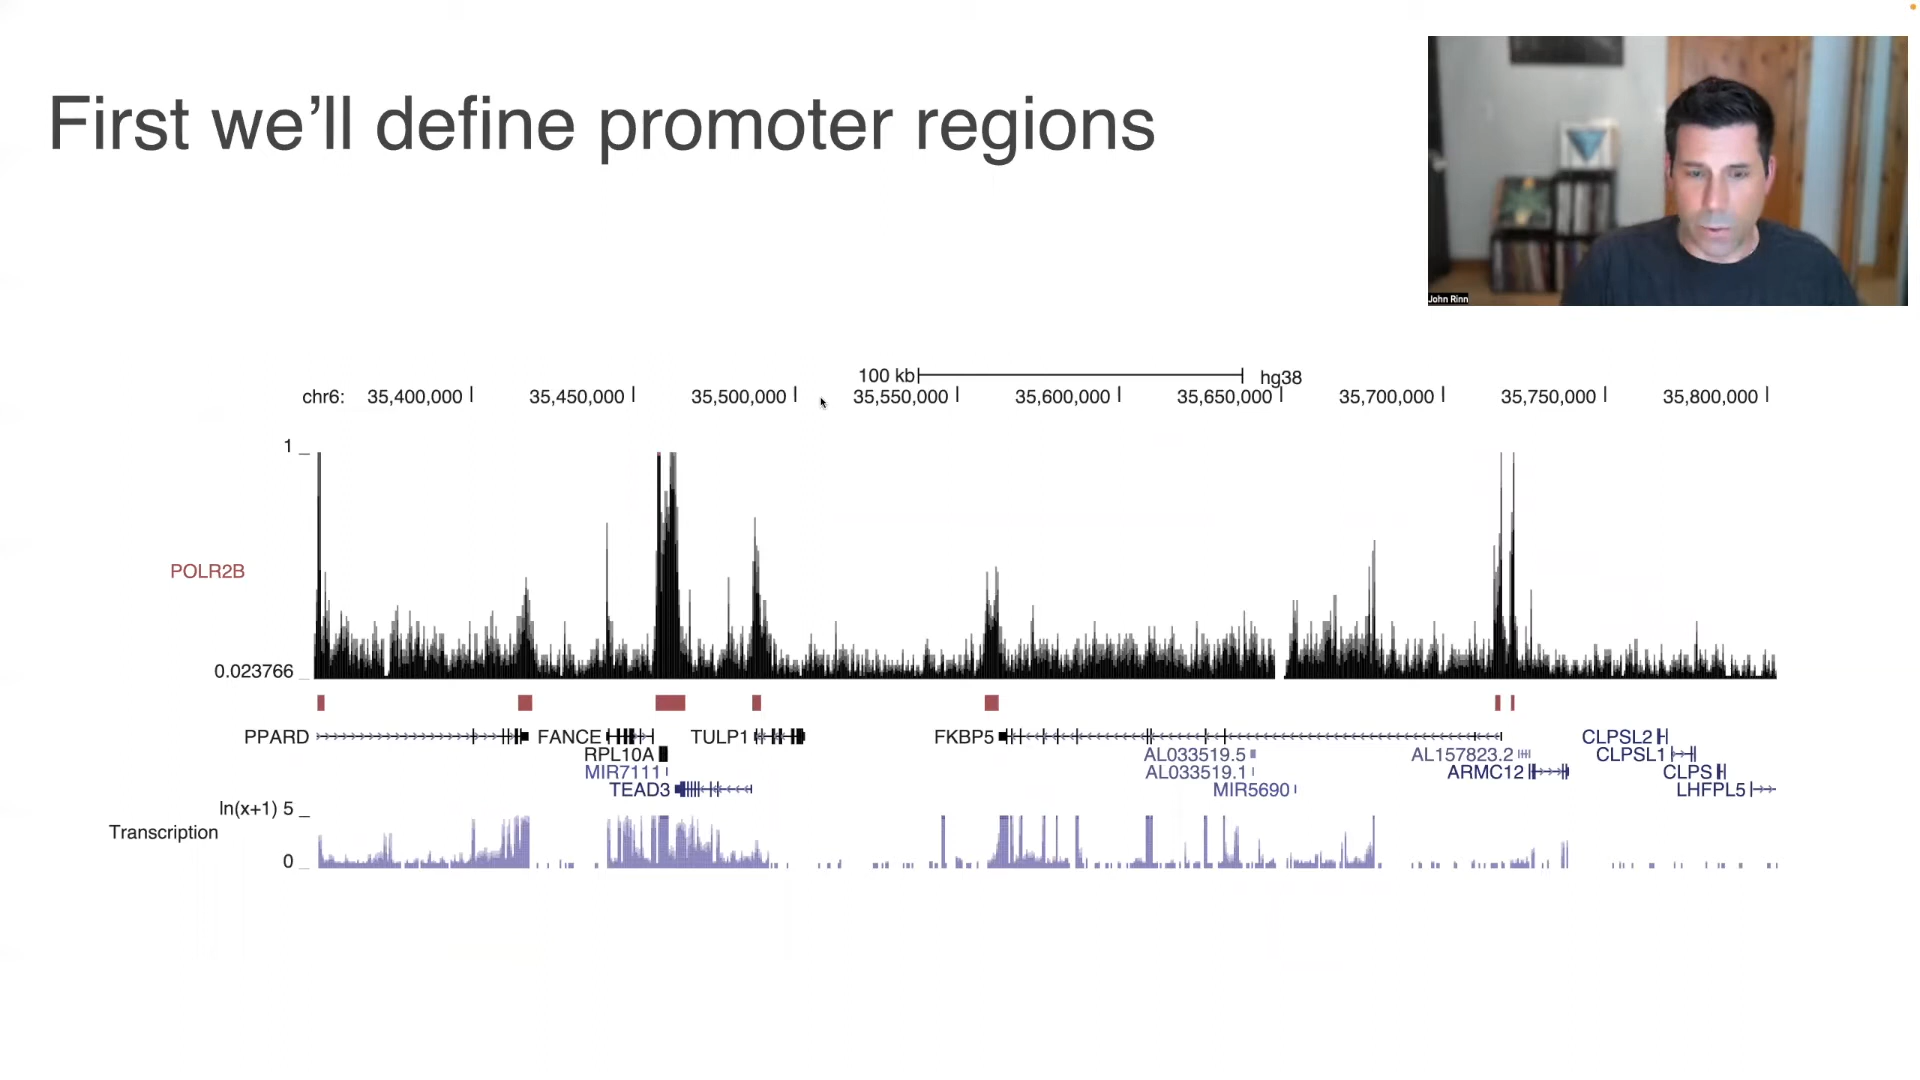 First we'll define promoter regions
John Rinn
100 kb hg38
chr6: 35,400,000 35,450,000 35,500,000 35,550,000 35,600,000 35,650,000 35,700,000 35,750,000 35,800,000
1
POLR2B
0.023766
PPARD FANCE TULP1 FKBP5 CLPSL2
RPL10A AL033519.5 AL157823.2 CLPSL1
MIR7111 AL033519.1 ARMC12 CLPS
TEAD3 MIR5690 LHFPL5
ln(x+1) 5
Transcription
0